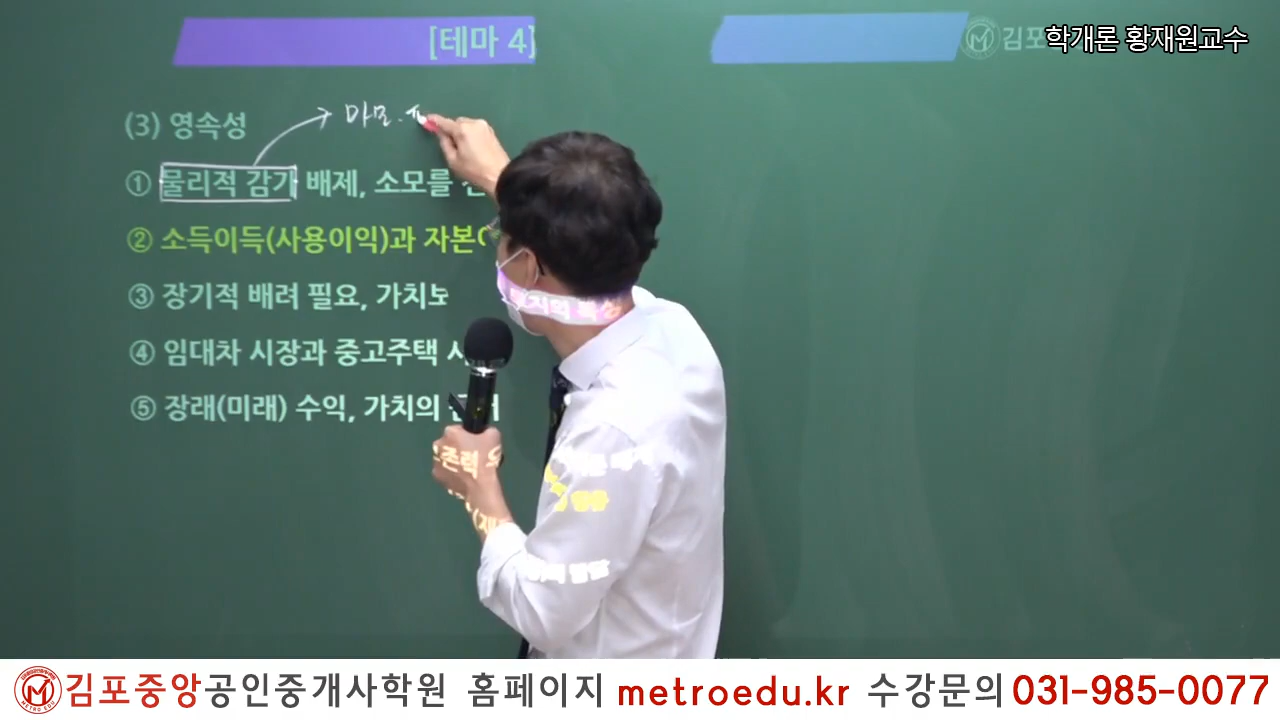 [테마 4]
김포
학개론 황재원교수
(3) 영속성
마모.
① 물리적 감가 배제, 소모를
② 소득이득(사용이익)과 자본
③ 장기적 배려 필요, 가치보
④ 임대차 시장과 중고주택
⑤ 장래(미래) 수익, 가치의
김포중앙공인중개사학원 홈페이지 metroedu.kr 수강문의 031-985-0077